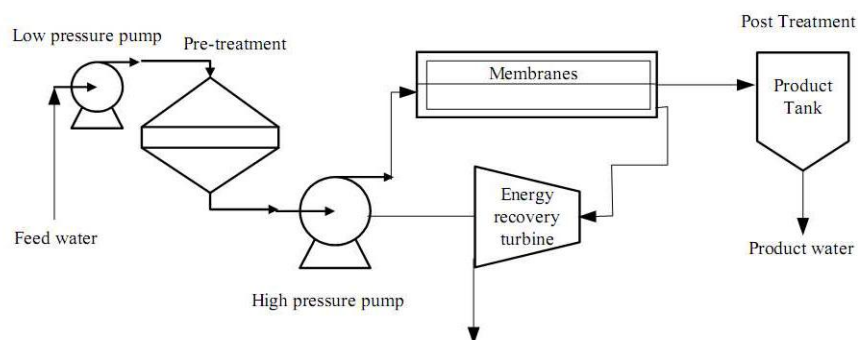 Post Treatment
Low pressure pump
Pre-treatment
Membranes
Product
Tank
Energy
recovery
turbine
Feed water
Product water
High pressure pump